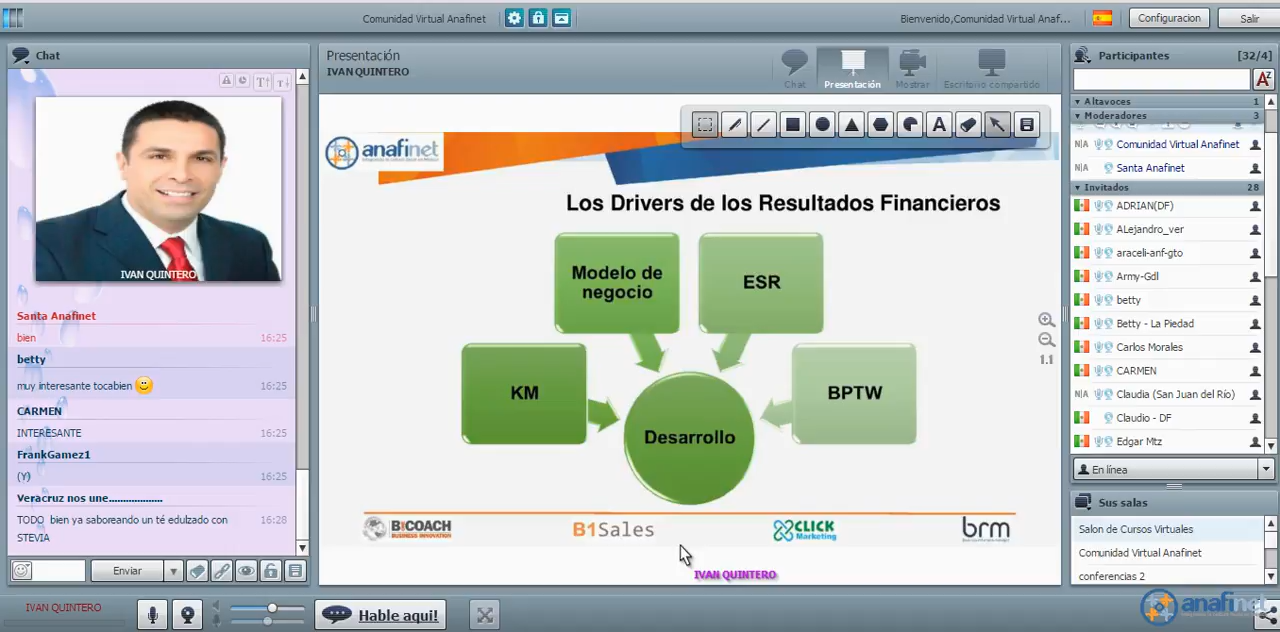 Comunidad Virtual Anafinet
Bienvenido,Comunidad Virtual Anaf...
Configuracion
Salir
Chat
IVAN QUINTERO
Santa Anafinet
bien
16:25
betty
muy interesante tocabien
16:25
CARMEN
INTERESANTE
16:25
FrankGamez1
(Y)
16:25
Veracruz nos une...................
TODO bien ya saboreando un té edulzado con
STEVIA
16:28
Enviar
Presentación
IVAN QUINTERO
Chat
Presentación
Mostrar
Escritorio compartido
A
anafinet
Los Drivers de los Resultados Financieros
Modelo de
negocio
ESR
KM
BPTW
Desarrollo
B1COACH
BUSINESS INNOVATION
B1Sales
CLICK
Marketing
brm
IVAN QUINTERO
1.1
Participantes
[32/4]
Altavoces
1
Moderadores
3
N/A Comunidad Virtual Anafinet
N/A Santa Anafinet
Invitados
28
ADRIAN(DF)
ALejandro_ver
araceli-anf-gto
Army-Gdl
betty
Betty - La Piedad
Carlos Morales
CARMEN
N/A Claudia (San Juan del Río)
Claudio - DF
Edgar Mtz
En línea
Sus salas
Salon de Cursos Virtuales
Comunidad Virtual Anafinet
conferencias 2
IVAN QUINTERO
Hable aqui!
anafinet